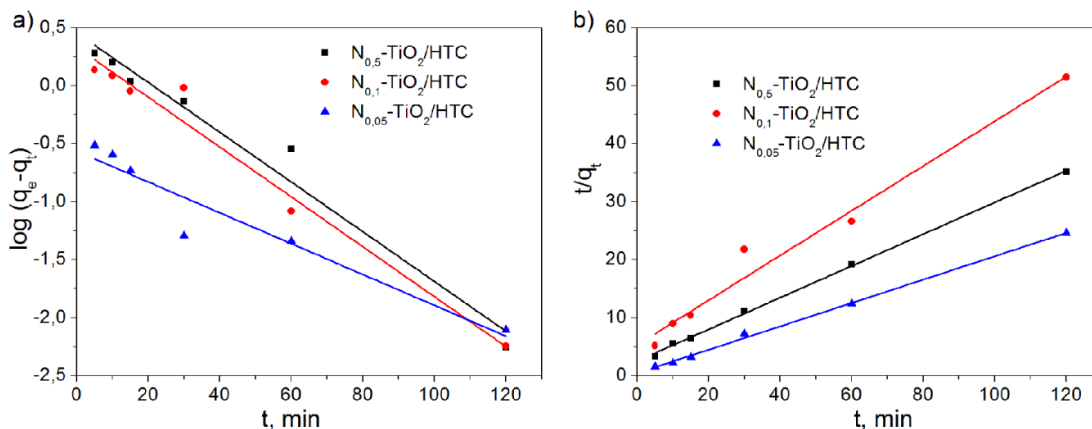 a)
0,5
0,0
-0,5
-1,0
-1,5
-2,0
-2,5
log (qe-qt)
N0,5-TiO2/HTC
N0,1-TiO2/HTC
N0,05-TiO2/HTC
0 20 40 60 80 100 120
t, min
b)
60
50
40
30
20
10
0
t/qt
N0,5-TiO2/HTC
N0,1-TiO2/HTC
N0,05-TiO2/HTC
0 20 40 60 80 100 120
t, min